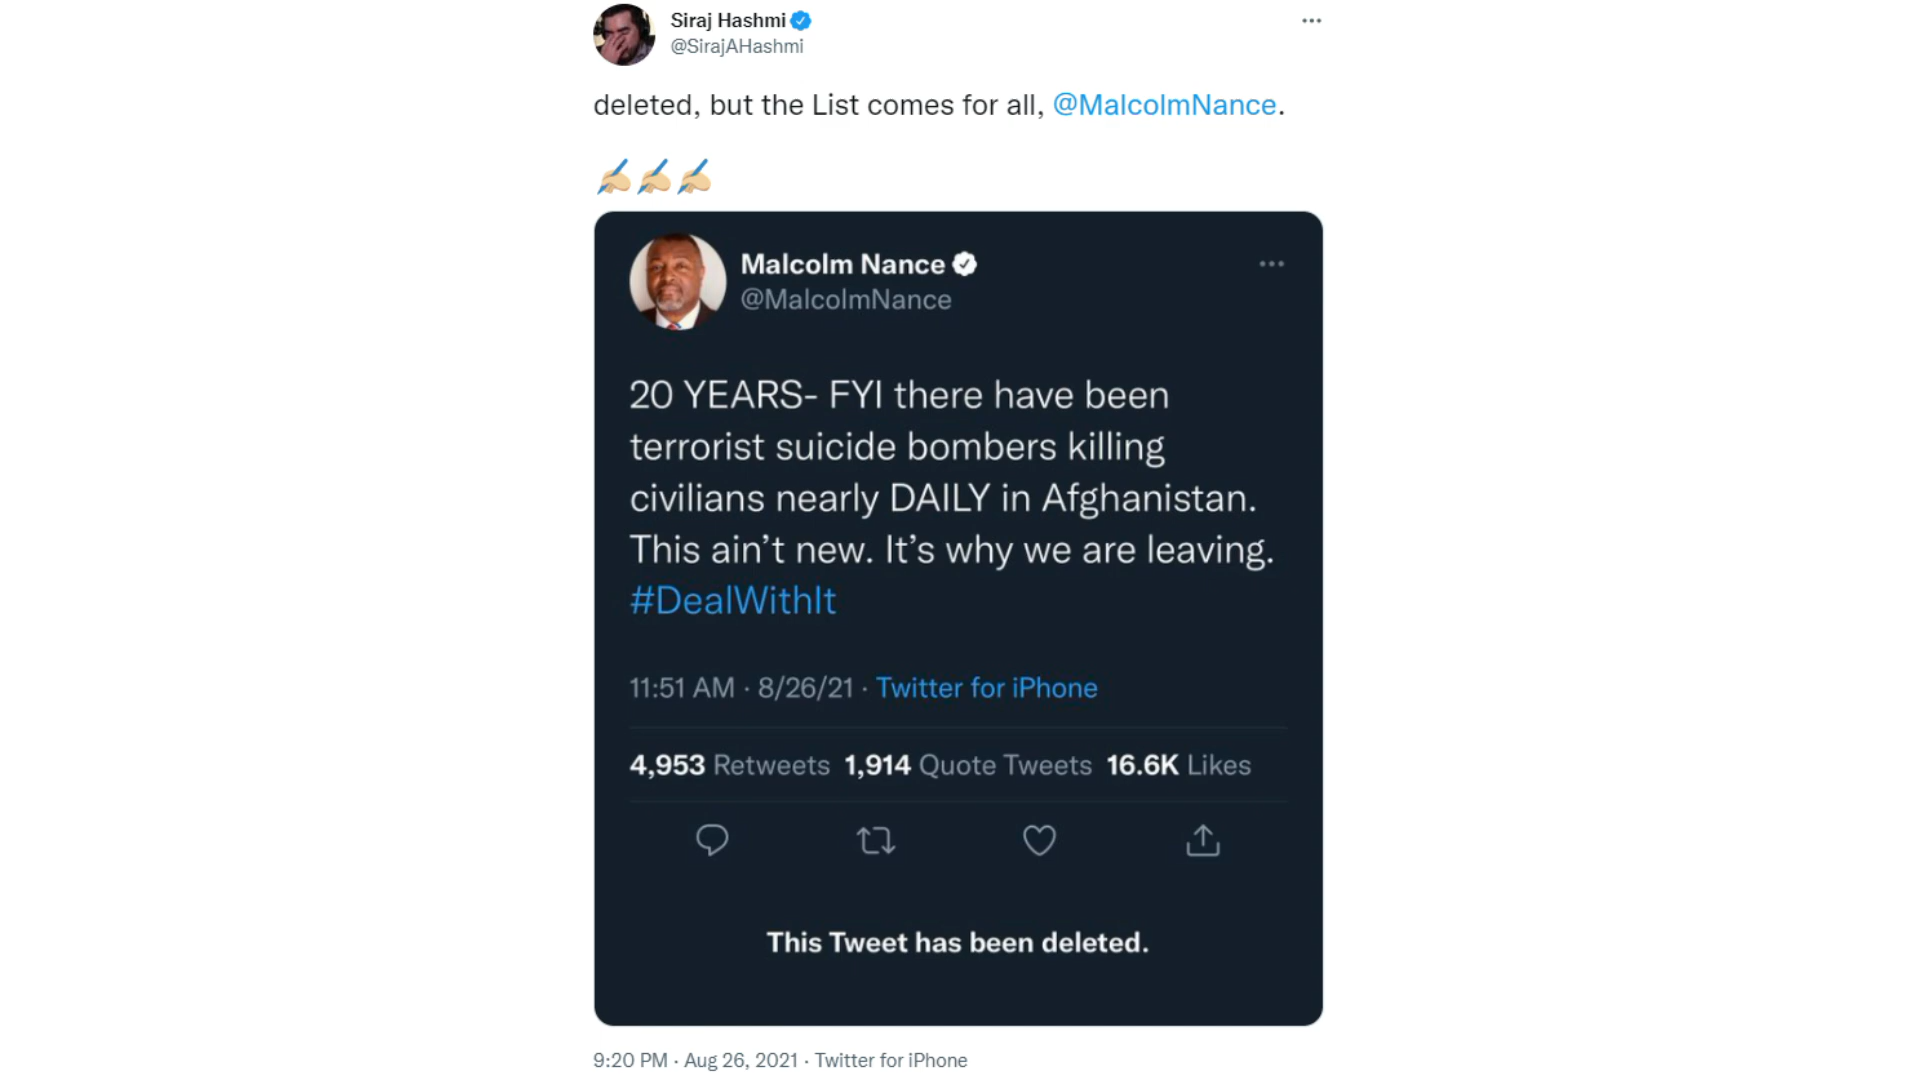 Siraj Hashmi
@SirajAHashmi
deleted, but the List comes for all, @MalcolmNance.
✍🏼✍🏼✍🏼
Malcolm Nance
@MalcolmNance
20 YEARS- FYI there have been
terrorist suicide bombers killing
civilians nearly DAILY in Afghanistan.
This ain’t new. It’s why we are leaving.
#DealWithIt
11:51 AM · 8/26/21 · Twitter for iPhone
4,953 Retweets 1,914 Quote Tweets 16.6K Likes
This Tweet has been deleted.
9:20 PM · Aug 26, 2021 · Twitter for iPhone